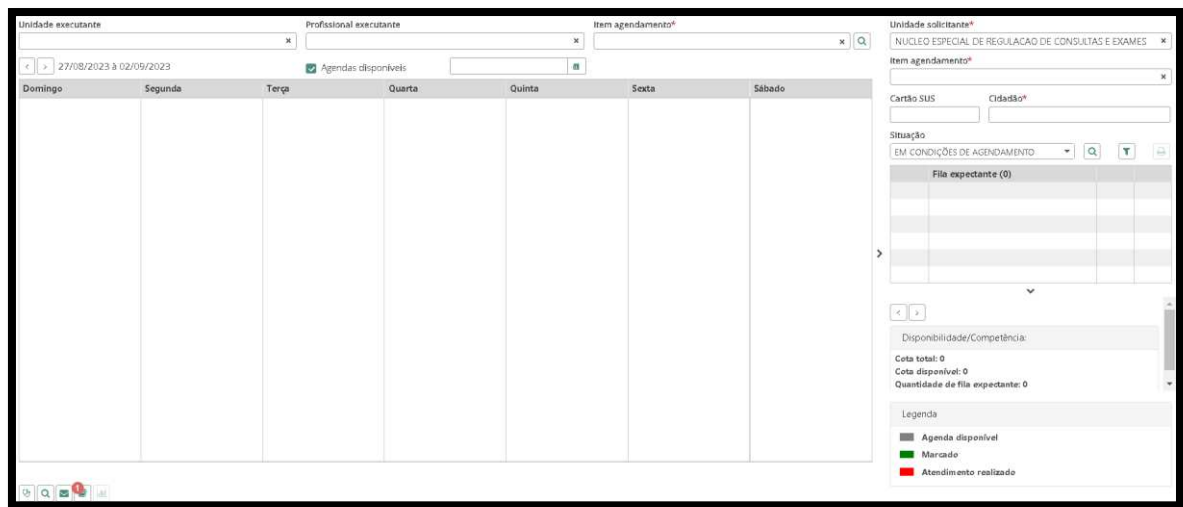 Unidade executante
Profissional executante
Item agendamento*
27/08/2023 à 02/09/2023
Agendas disponíveis
Domingo Segunda Terça Quarta Quinta Sexta Sábado
Unidade solicitante*
NUCLEO ESPECIAL DE REGULACAO DE CONSULTAS E EXAMES
Item agendamento*
Cartão SUS Cidadão*
Situação
EM CONDIÇÕES DE AGENDAMENTO
Fila expectante (0)
Disponibilidade/Competência:
Cota total: 0
Cota disponível: 0
Quantidade de fila expectante: 0
Legenda
Agenda disponível
Marcado
Atendimento realizado
1